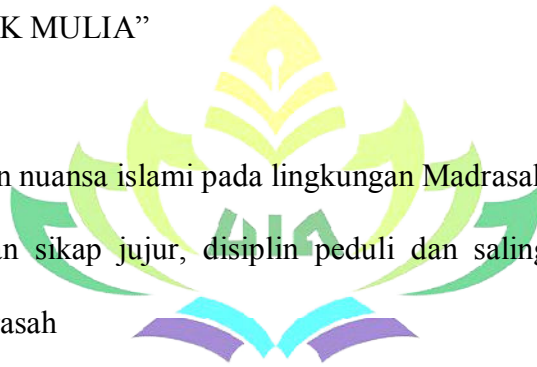 K MULIA”
n nuansa islami pada lingkungan Madrasah
n sikap jujur, disiplin peduli dan saling
asah